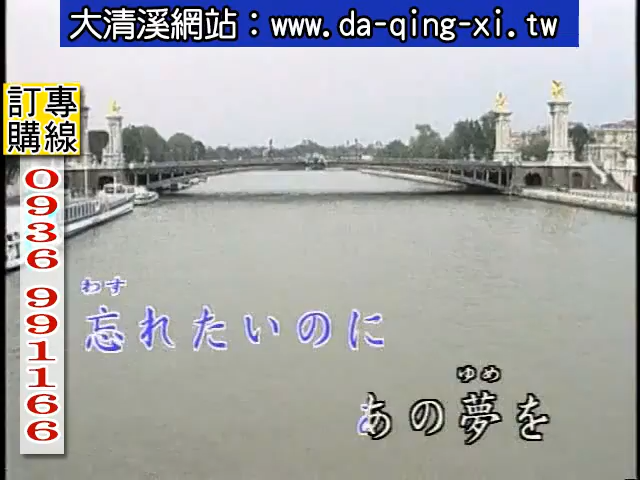 大清溪網站：www.da-qing-xi.tw
專線
訂購
0936 991166
わす
忘れたいのに
ゆめ
あの夢を